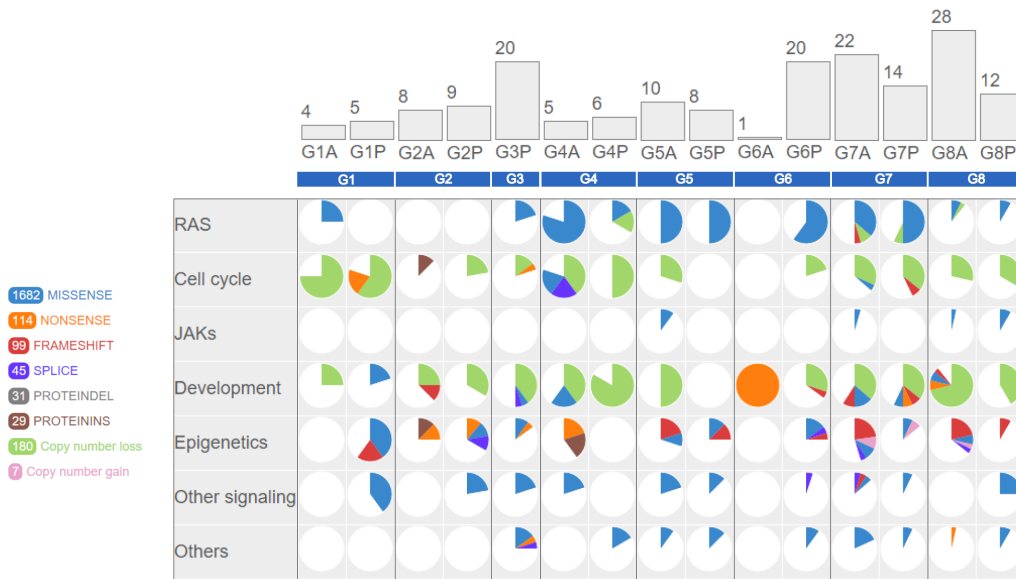 28
22
20
20
14
12
10
9
8
8
6
5
5
4
1
G1A G1P G2A G2P G3P G4A G4P G5A G5P G6A G6P G7A G7P G8A G8P
G1 G2 G3 G4 G5 G6 G7 G8
RAS
Cell cycle
JAKs
Development
Epigenetics
Other signaling
Others
1682 MISSENSE
114 NONSENSE
99 FRAMESHIFT
45 SPLICE
31 PROTEINDEL
29 PROTEININS
180 Copy number loss
7 Copy number gain